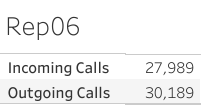 Rep06
Incoming Calls 27,989
Outgoing Calls 30,189